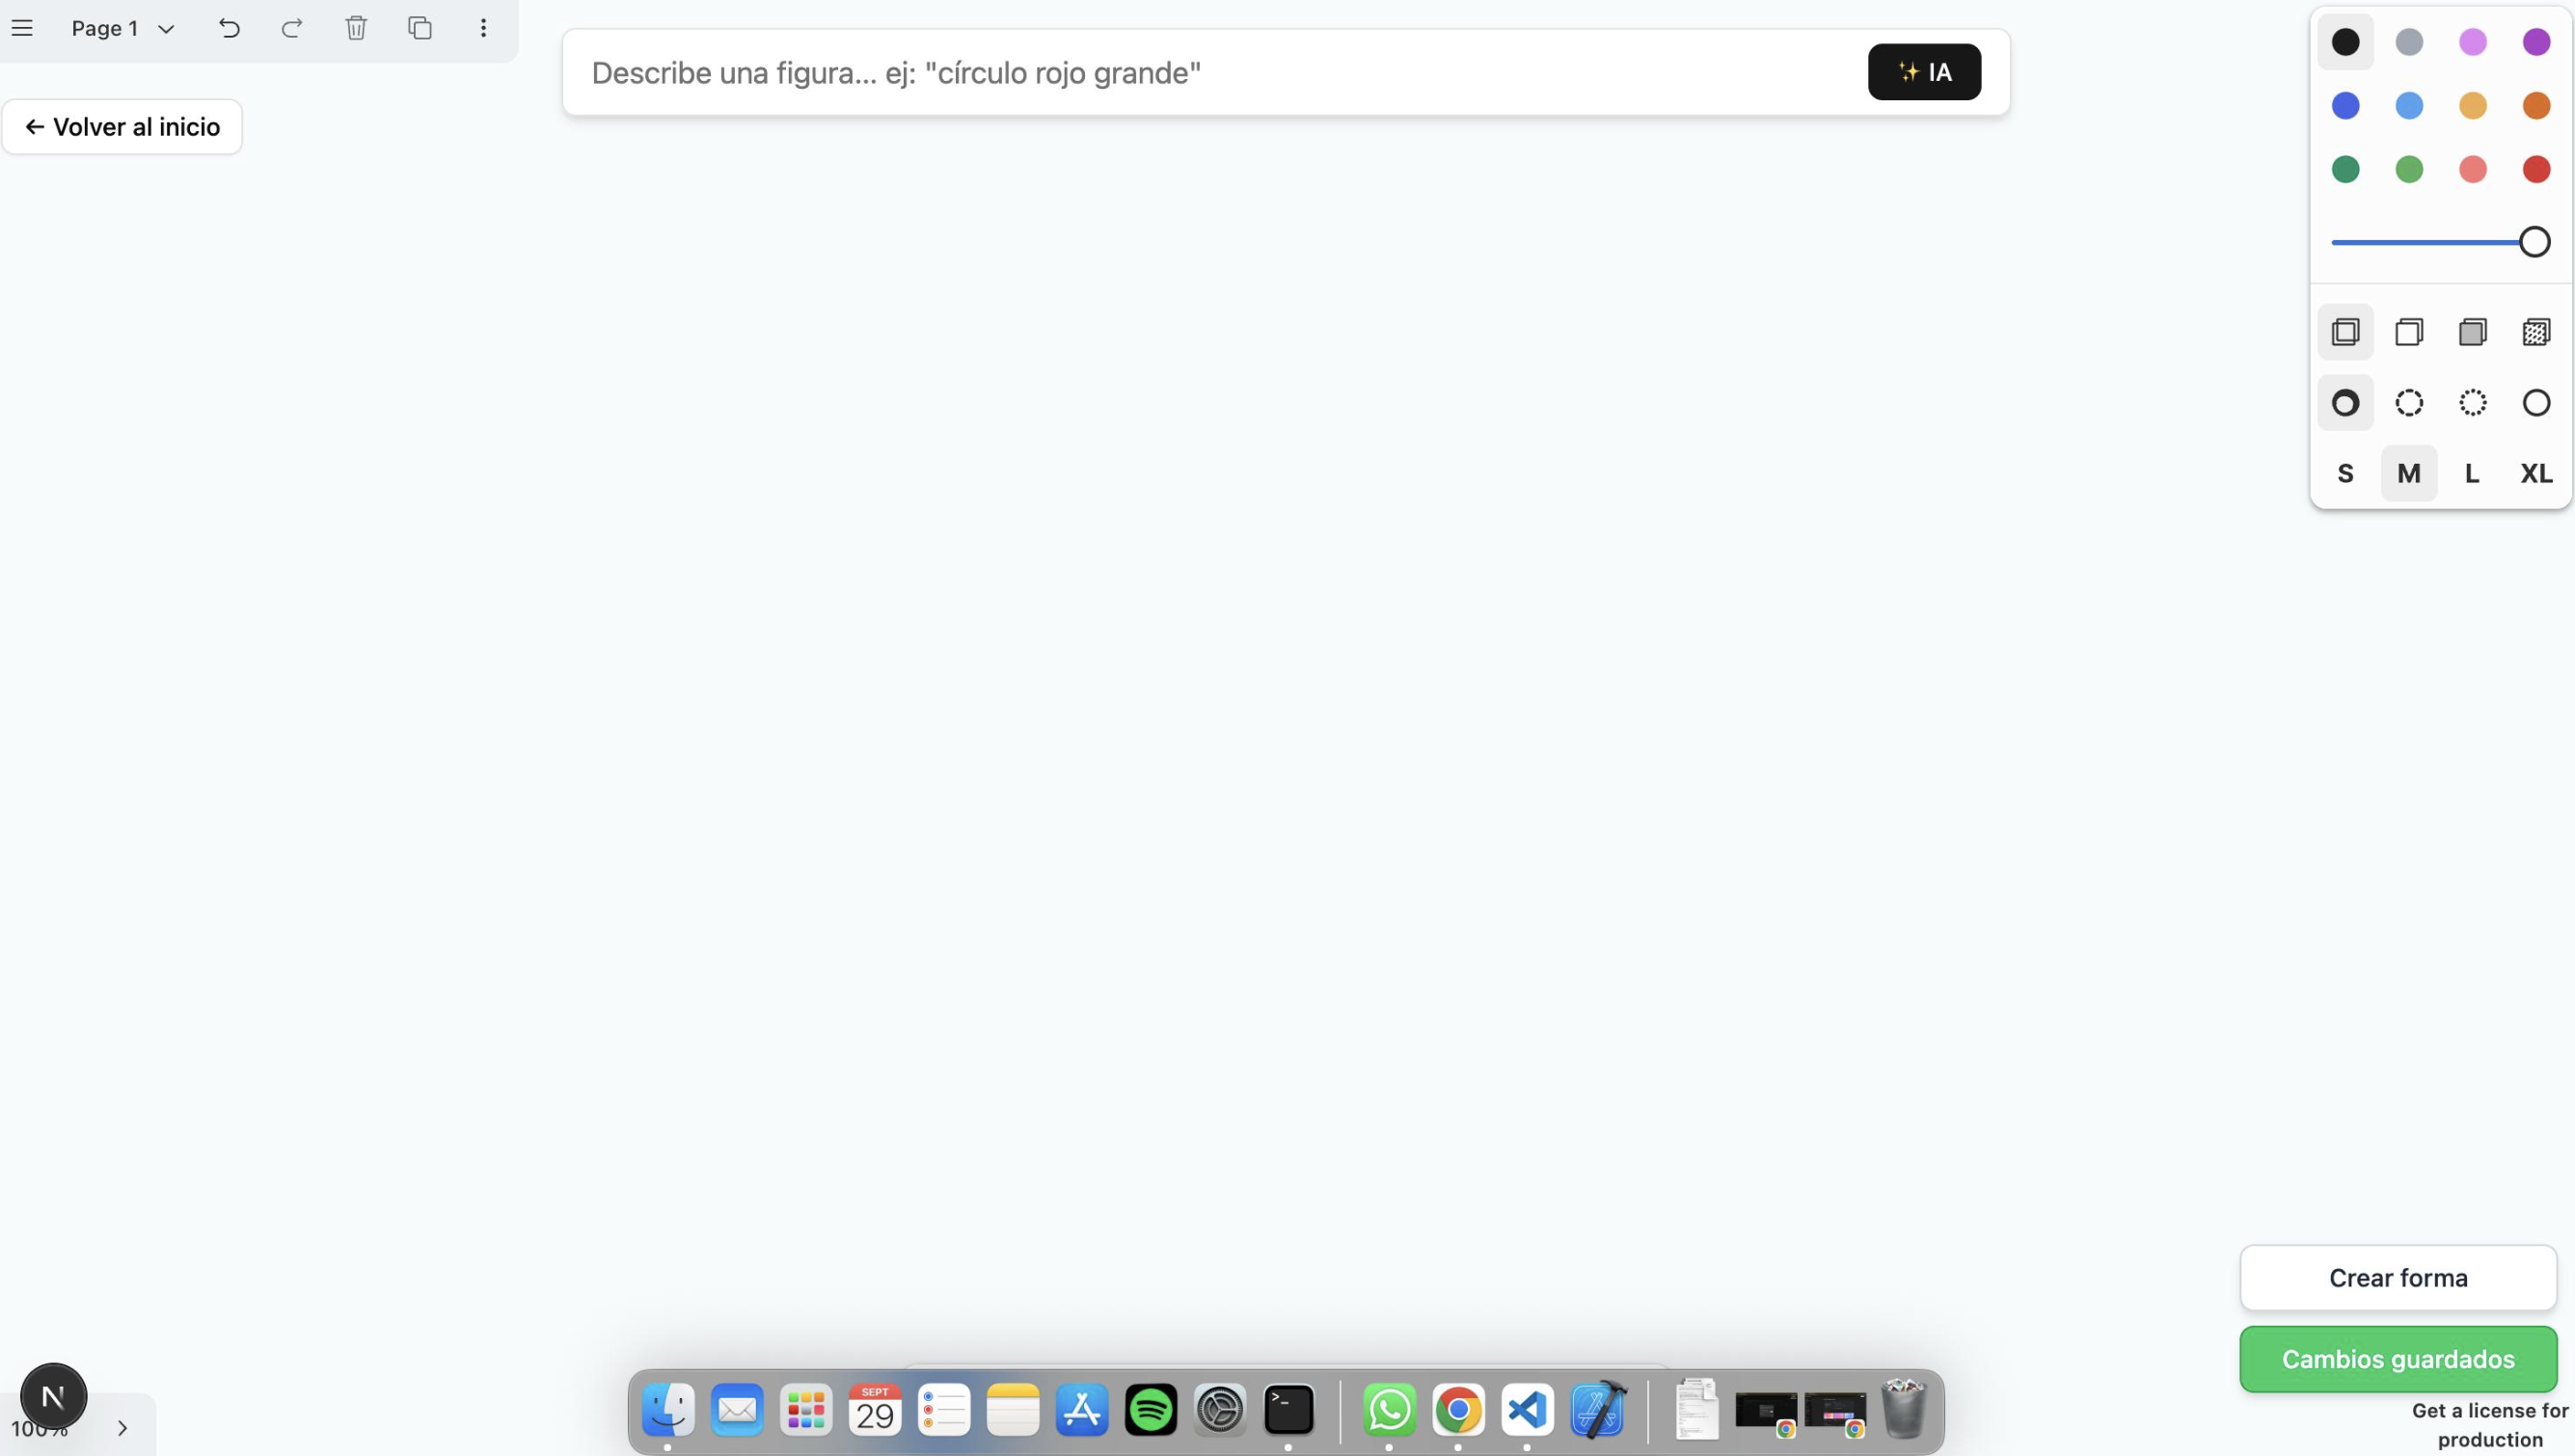 Page 1
Describe una figura... ej: "círculo rojo grande"
✨ IA
← Volver al inicio
S M L XL
Crear forma
Cambios guardados
N
100%
SEPT
29
>_
Get a license for
production